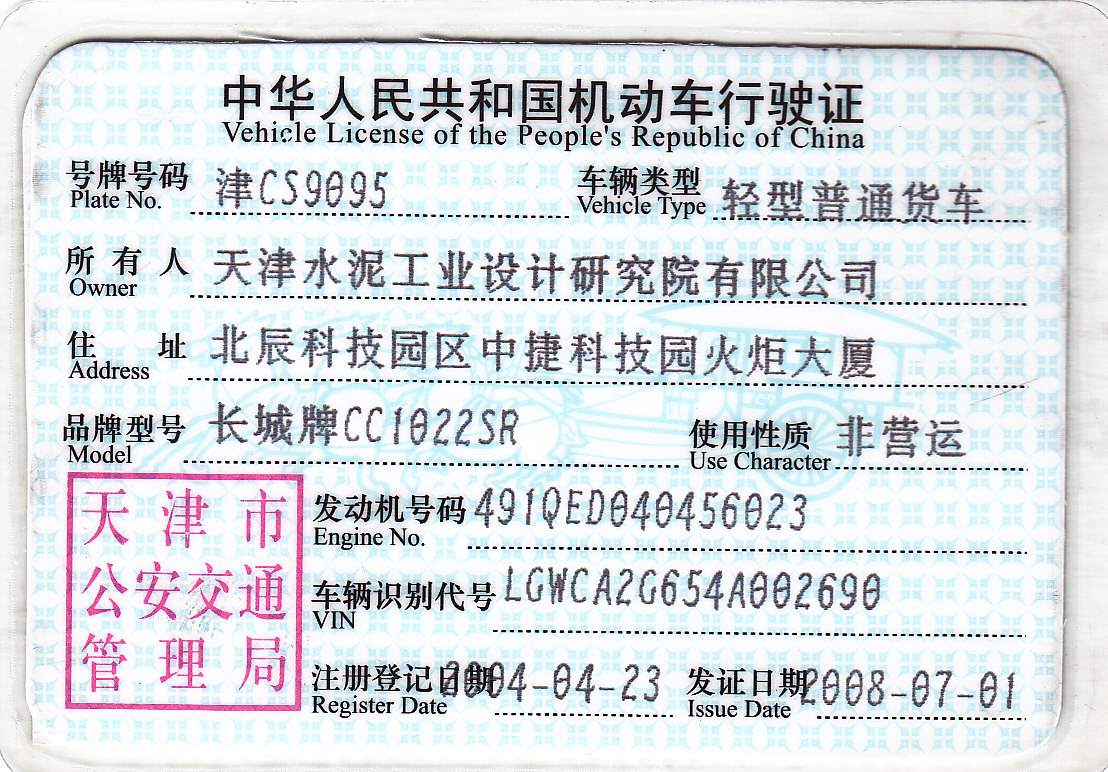 中华人民共和国机动车行驶证
Vehicle License of the People's Republic of China
号牌号码 津CS9095 车辆类型 轻型普通货车
Plate No. Vehicle Type
所有人 天津水泥工业设计研究院有限公司
Owner
住址 北辰科技园区中捷科技园火炬大厦
Address
品牌型号 长城牌CC1022SR 使用性质 非营运
Model Use Character
天津市
公安交通
管理局
发动机号码 491QED040456023
Engine No.
车辆识别代号 LGWCA2G654A002690
VIN
注册登记日期 2004-04-23 发证日期 2008-07-01
Register Date Issue Date